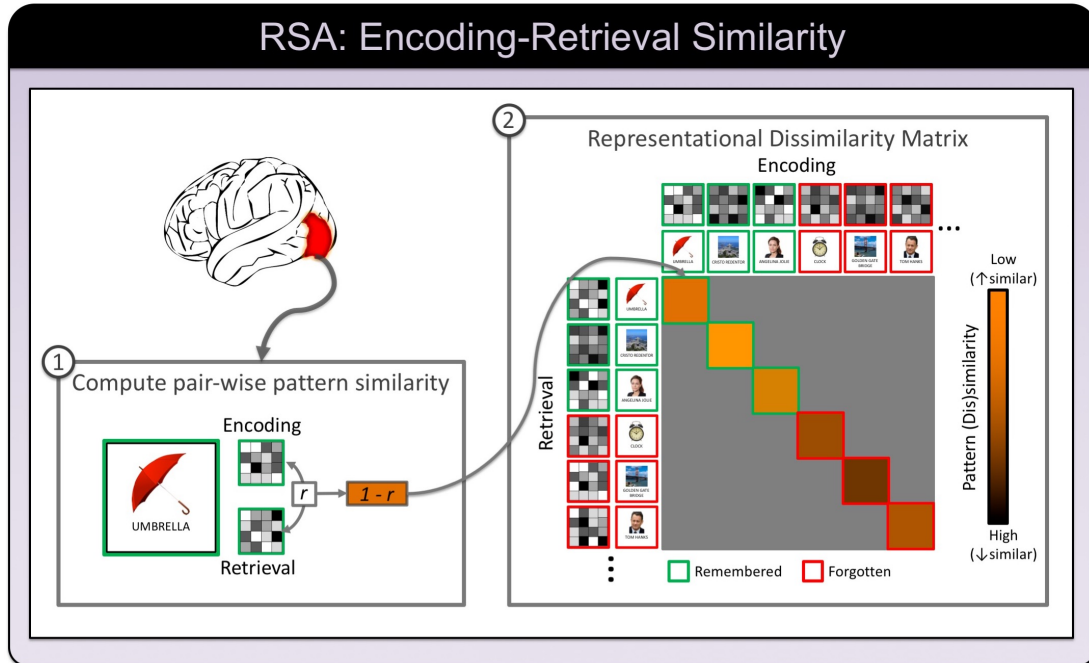 RSA: Encoding-Retrieval Similarity
1
Compute pair-wise pattern similarity
Encoding
UMBRELLA
r
1 - r
Retrieval
2
Representational Dissimilarity Matrix
Encoding
...
UMBRELLA
CRISTO REDENTOR
ANGELINA JOLIE
CLOCK
GOLDEN GATE
BRIDGE
TOM HANKS
Retrieval
UMBRELLA
CRISTO REDENTOR
ANGELINA JOLIE
CLOCK
GOLDEN GATE
BRIDGE
TOM HANKS
Remembered
Forgotten
Low
(↑similar)
Pattern (Dis)similarity
High
(↓similar)